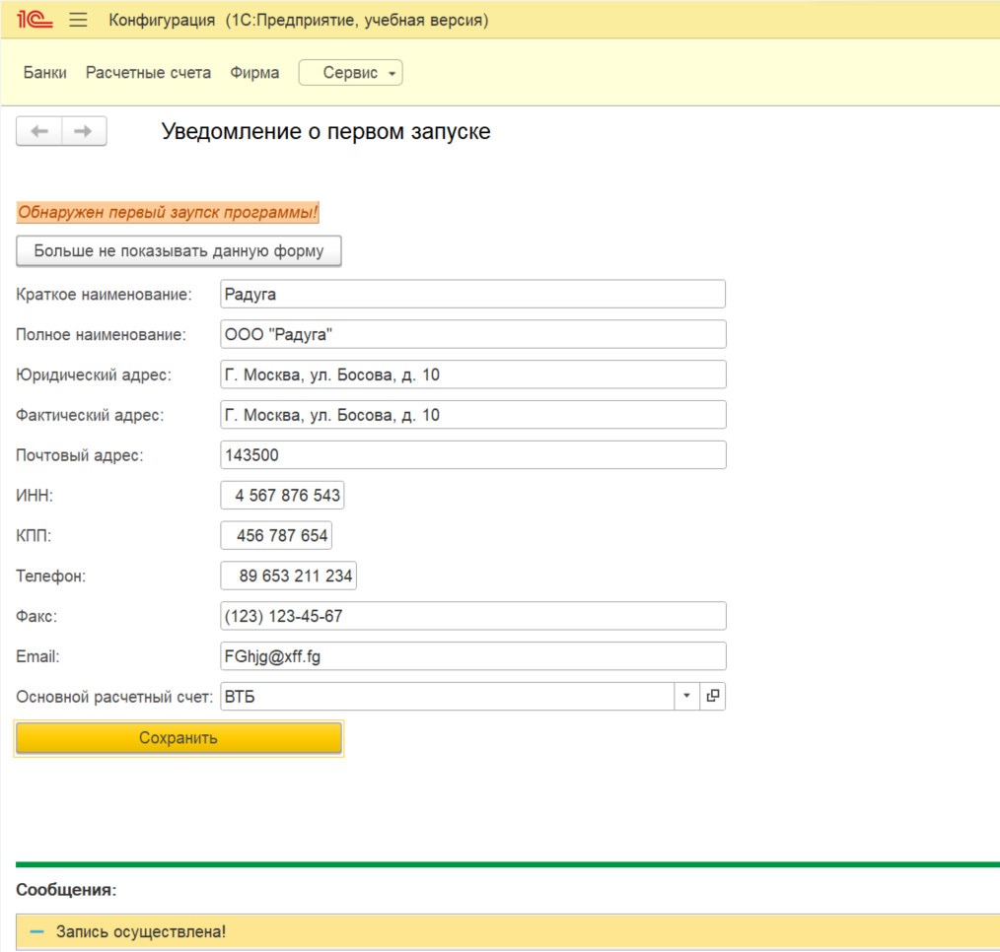 1С Конфигурация (1С:Предприятие, учебная версия)
Банки Расчетные счета Фирма Сервис
Уведомление о первом запуске
Обнаружен первый заупск программы!
Больше не показывать данную форму
Краткое наименование: Радуга
Полное наименование: ООО "Радуга"
Юридический адрес: Г. Москва, ул. Босова, д. 10
Фактический адрес: Г. Москва, ул. Босова, д. 10
Почтовый адрес: 143500
ИНН: 4 567 876 543
КПП: 456 787 654
Телефон: 89 653 211 234
Факс: (123) 123-45-67
Email: FGhjg@xff.fg
Основной расчетный счет: ВТБ
Сохранить
Сообщения:
Запись осуществлена!